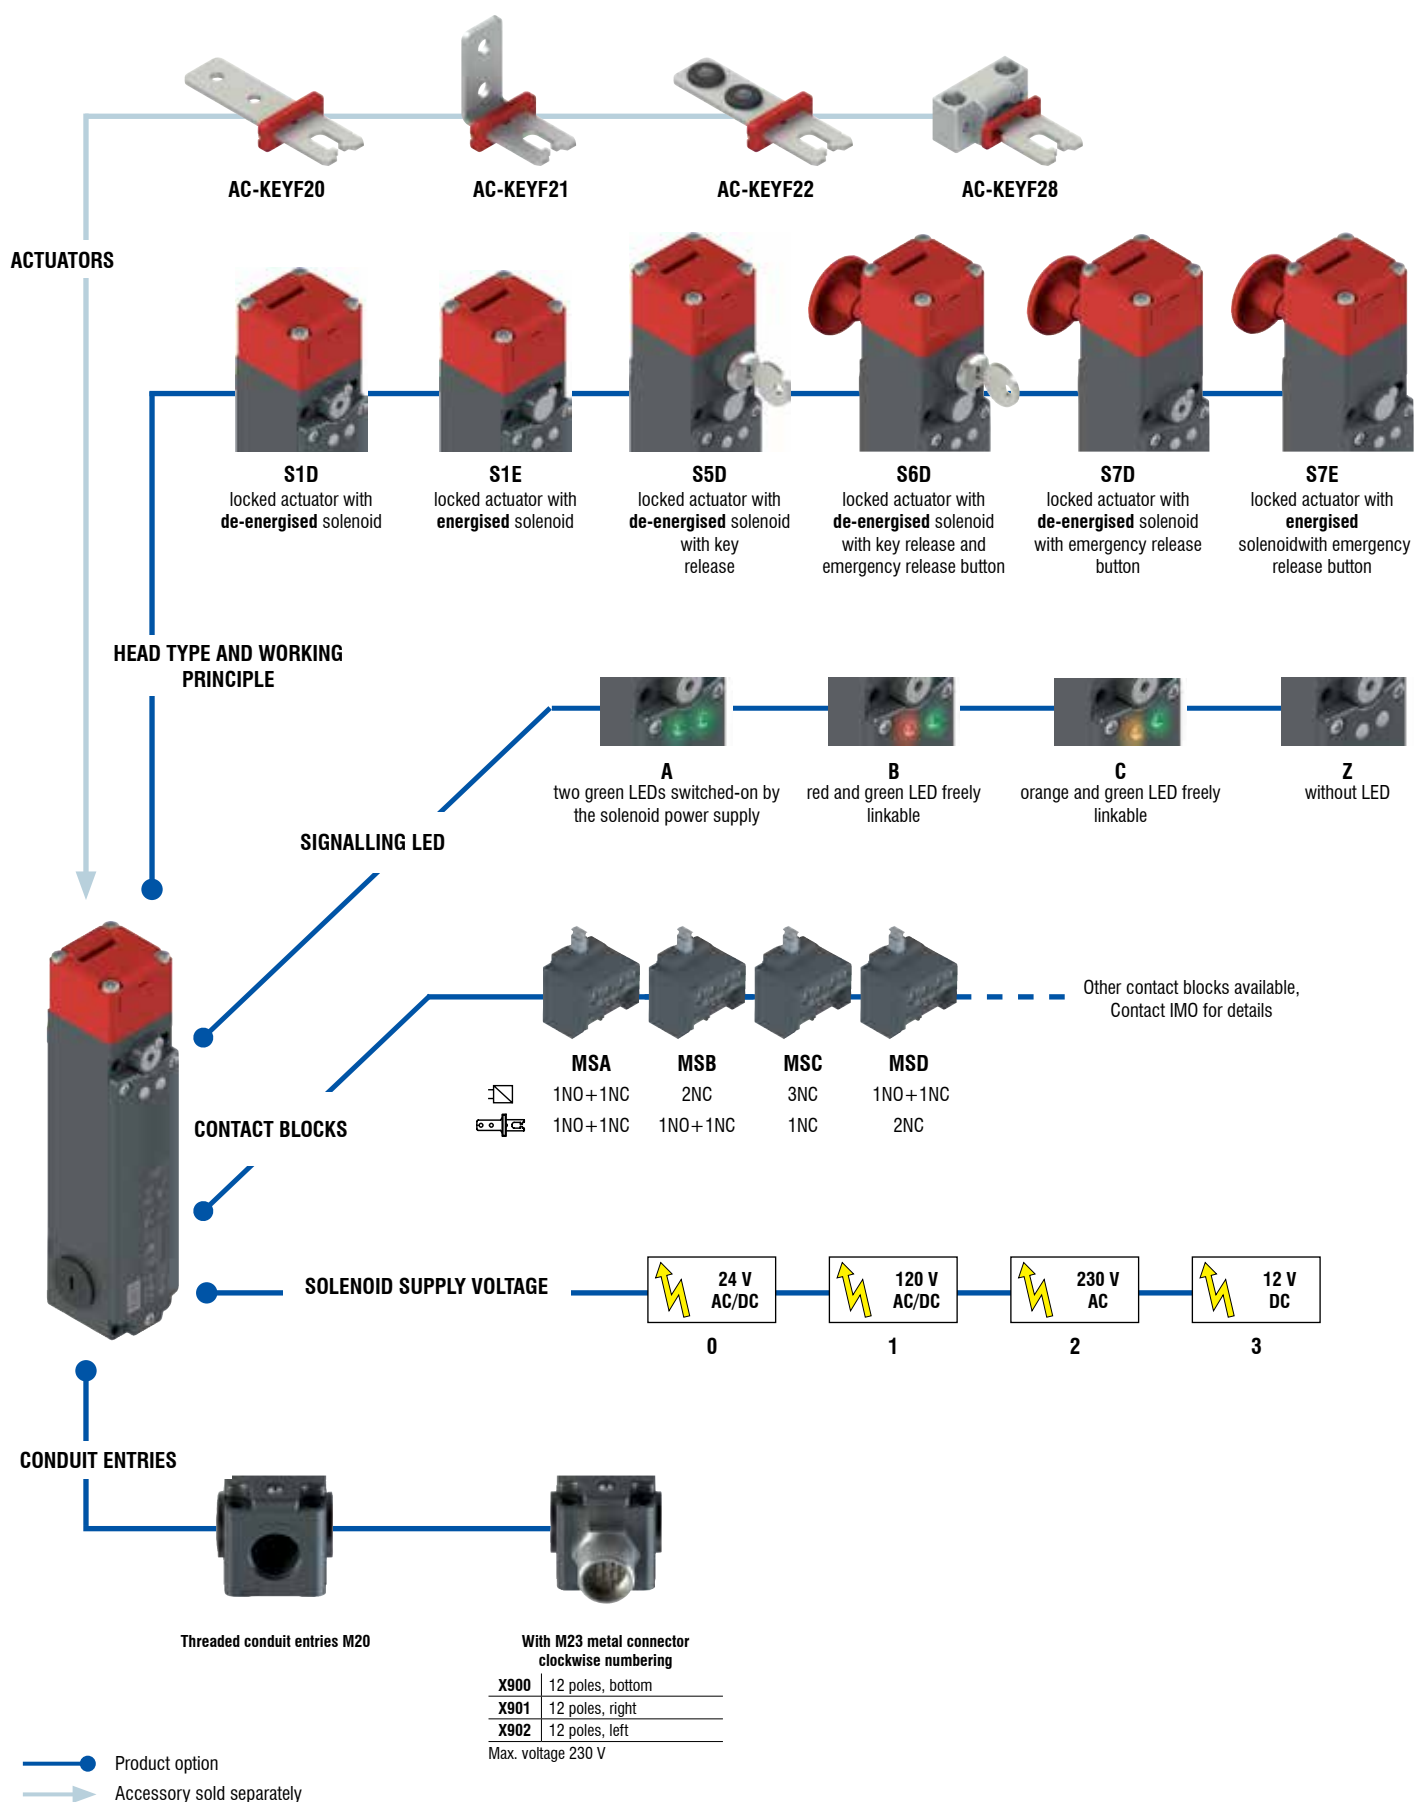 AC-KEYF20
AC-KEYF21
AC-KEYF22
AC-KEYF28
ACTUATORS
S1D
locked actuator with
de-energised solenoid
S1E
locked actuator with
energised solenoid
S5D
locked actuator with
de-energised solenoid
with key
release
S6D
locked actuator with
de-energised solenoid
with key release and
emergency release button
S7D
locked actuator with
de-energised solenoid
with emergency release
button
S7E
locked actuator with
energised
solenoidwith emergency
release button
HEAD TYPE AND WORKING
PRINCIPLE
A
two green LEDs switched-on by
the solenoid power supply
B
red and green LED freely
linkable
C
orange and green LED freely
linkable
Z
without LED
SIGNALLING LED
Other contact blocks available,
Contact IMO for details
MSA MSB MSC MSD
1NO+1NC 2NC 3NC 1NO+1NC
1NO+1NC 1NO+1NC 1NC 2NC
CONTACT BLOCKS
SOLENOID SUPPLY VOLTAGE
24 V
AC/DC
0
120 V
AC/DC
1
230 V
AC
2
12 V
DC
3
CONDUIT ENTRIES
Threaded conduit entries M20
With M23 metal connector
clockwise numbering
X900 12 poles, bottom
X901 12 poles, right
X902 12 poles, left
Max. voltage 230 V
Product option
Accessory sold separately